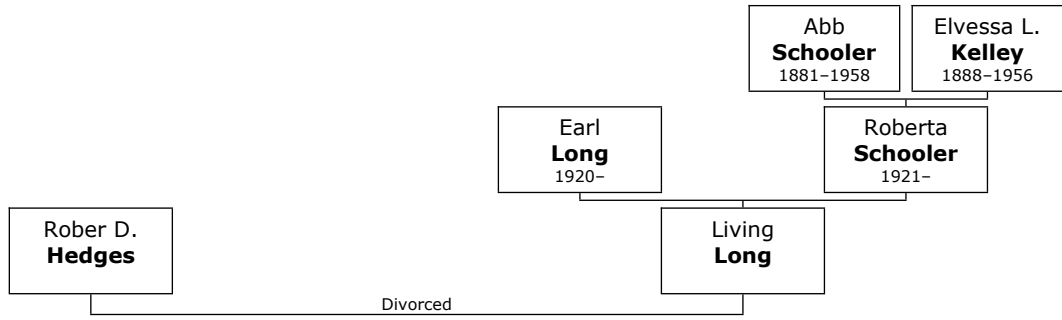 Abb
Schooler
1881–1958
Elvessa L.
Kelley
1888–1956
Earl
Long
1920–
Roberta
Schooler
1921–
Rober D.
Hedges
Living
Long
Divorced